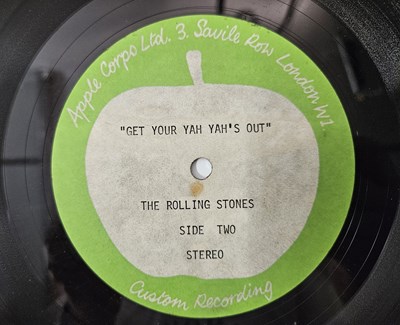 Apple Corps Ltd. 3. Savile Row London W1.
"GET YOUR YAH YAH'S OUT"
THE ROLLING STONES
SIDE TWO
STEREO
Custom Recording